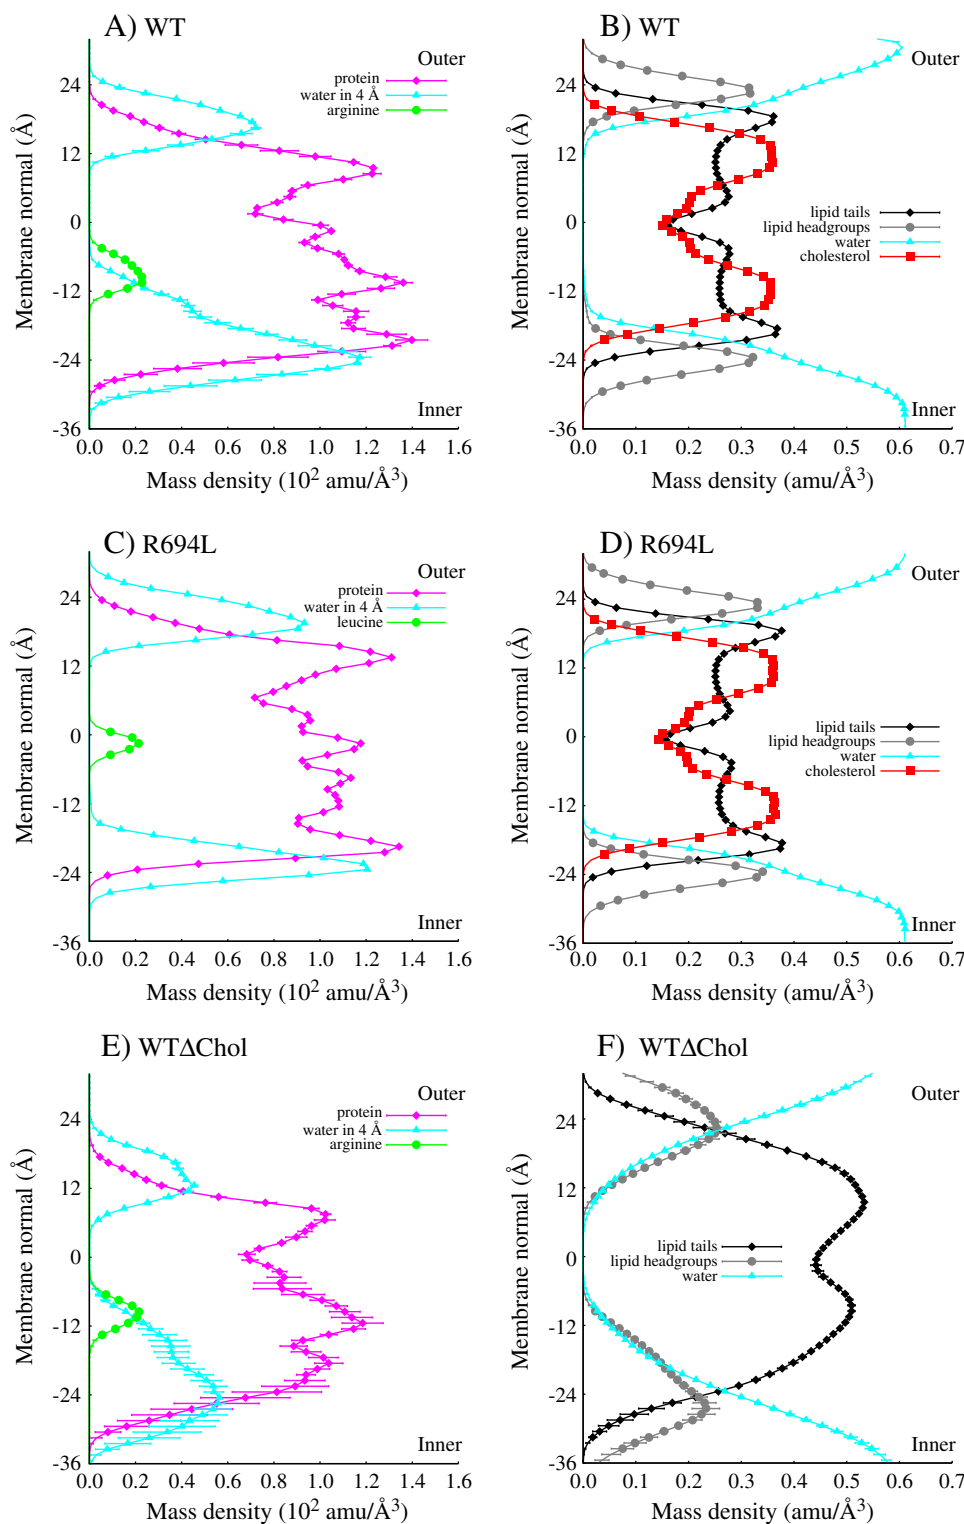 A) WT
Outer
protein
water in 4 Å
arginine
Membrane normal (Å)
24
12
0
-12
-24
-36
Inner
0.0 0.2 0.4 0.6 0.8 1.0 1.2 1.4 1.6
Mass density (10² amu/Å³)
B) WT
Outer
24
12
0
-12
-24
-36
Membrane normal (Å)
lipid tails
lipid headgroups
water
cholesterol
Inner
0.0 0.1 0.2 0.3 0.4 0.5 0.6 0.7
Mass density (amu/Å³)
C) R694L
Outer
protein
water in 4 Å
leucine
Membrane normal (Å)
24
12
0
-12
-24
-36
Inner
0.0 0.2 0.4 0.6 0.8 1.0 1.2 1.4 1.6
Mass density (10² amu/Å³)
D) R694L
Outer
24
12
0
-12
-24
-36
Membrane normal (Å)
lipid tails
lipid headgroups
water
cholesterol
Inner
0.0 0.1 0.2 0.3 0.4 0.5 0.6 0.7
Mass density (amu/Å³)
E) WTΔChol
Outer
protein
water in 4 Å
arginine
Membrane normal (Å)
24
12
0
-12
-24
-36
Inner
0.0 0.2 0.4 0.6 0.8 1.0 1.2 1.4 1.6
Mass density (10² amu/Å³)
F) WTΔChol
Outer
24
12
0
-12
-24
-36
Membrane normal (Å)
lipid tails
lipid headgroups
water
Inner
0.0 0.1 0.2 0.3 0.4 0.5 0.6 0.7
Mass density (amu/Å³)